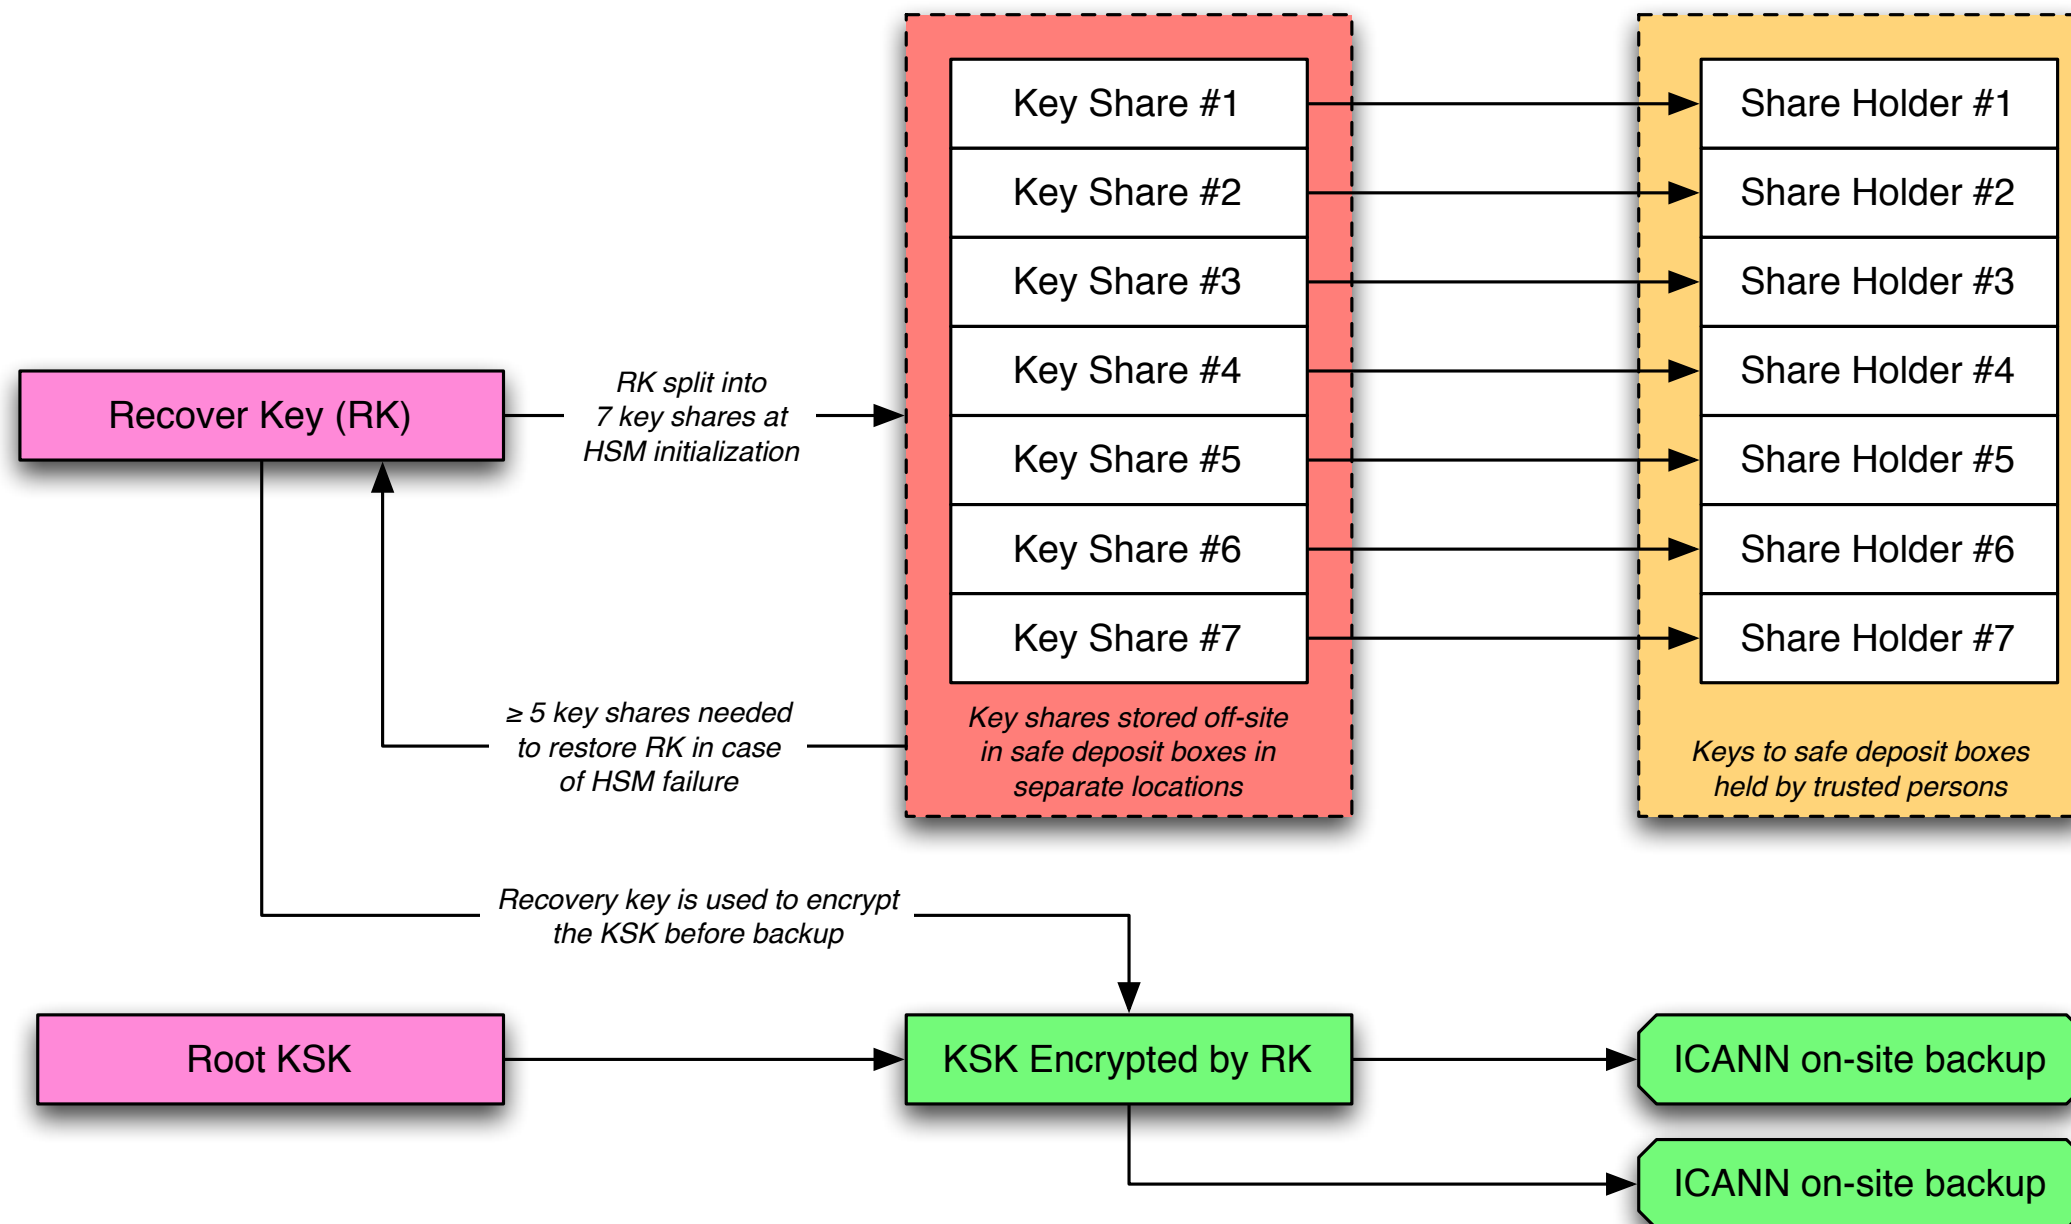 Key Share #1
Share Holder #1
Key Share #2
Share Holder #2
Key Share #3
Share Holder #3
Key Share #4
Share Holder #4
Key Share #5
Share Holder #5
Key Share #6
Share Holder #6
Key Share #7
Share Holder #7
Recover Key (RK)
RK split into
7 key shares at
HSM initialization
≥ 5 key shares needed
to restore RK in case
of HSM failure
Key shares stored off-site
in safe deposit boxes in
separate locations
Keys to safe deposit boxes
held by trusted persons
Recovery key is used to encrypt
the KSK before backup
Root KSK
KSK Encrypted by RK
ICANN on-site backup
ICANN on-site backup